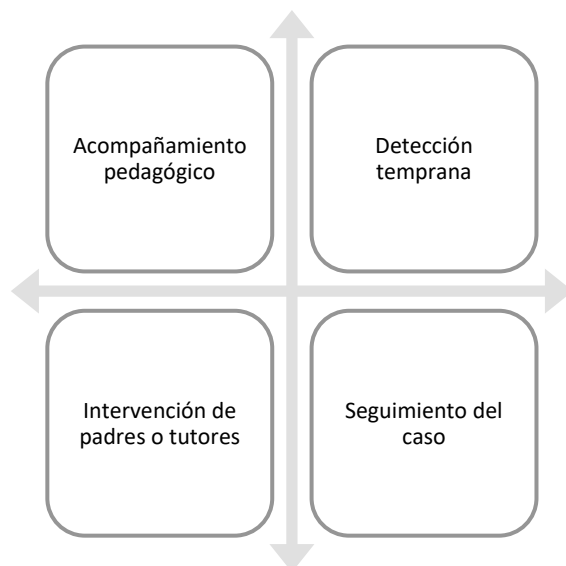 Acompañamiento
pedagógico
Detección
temprana
Intervención de
padres o tutores
Seguimiento del
caso